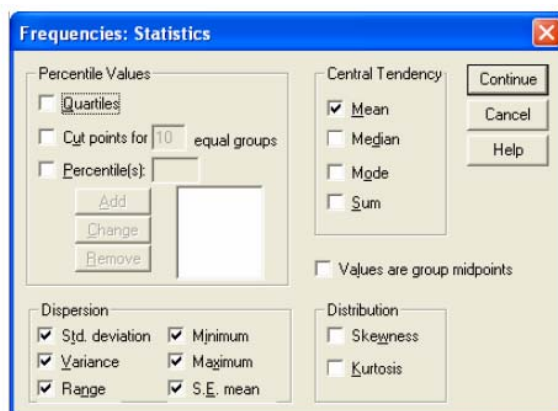 Frequencies: Statistics
Percentile Values
Quartiles
Cut points for 10 equal groups
Percentile(s):
Add
Change
Remove
Central Tendency
Mean
Median
Mode
Sum
Continue
Cancel
Help
Values are group midpoints
Dispersion
Std. deviation
Minimum
Variance
Maximum
Range
S.E. mean
Distribution
Skewness
Kurtosis